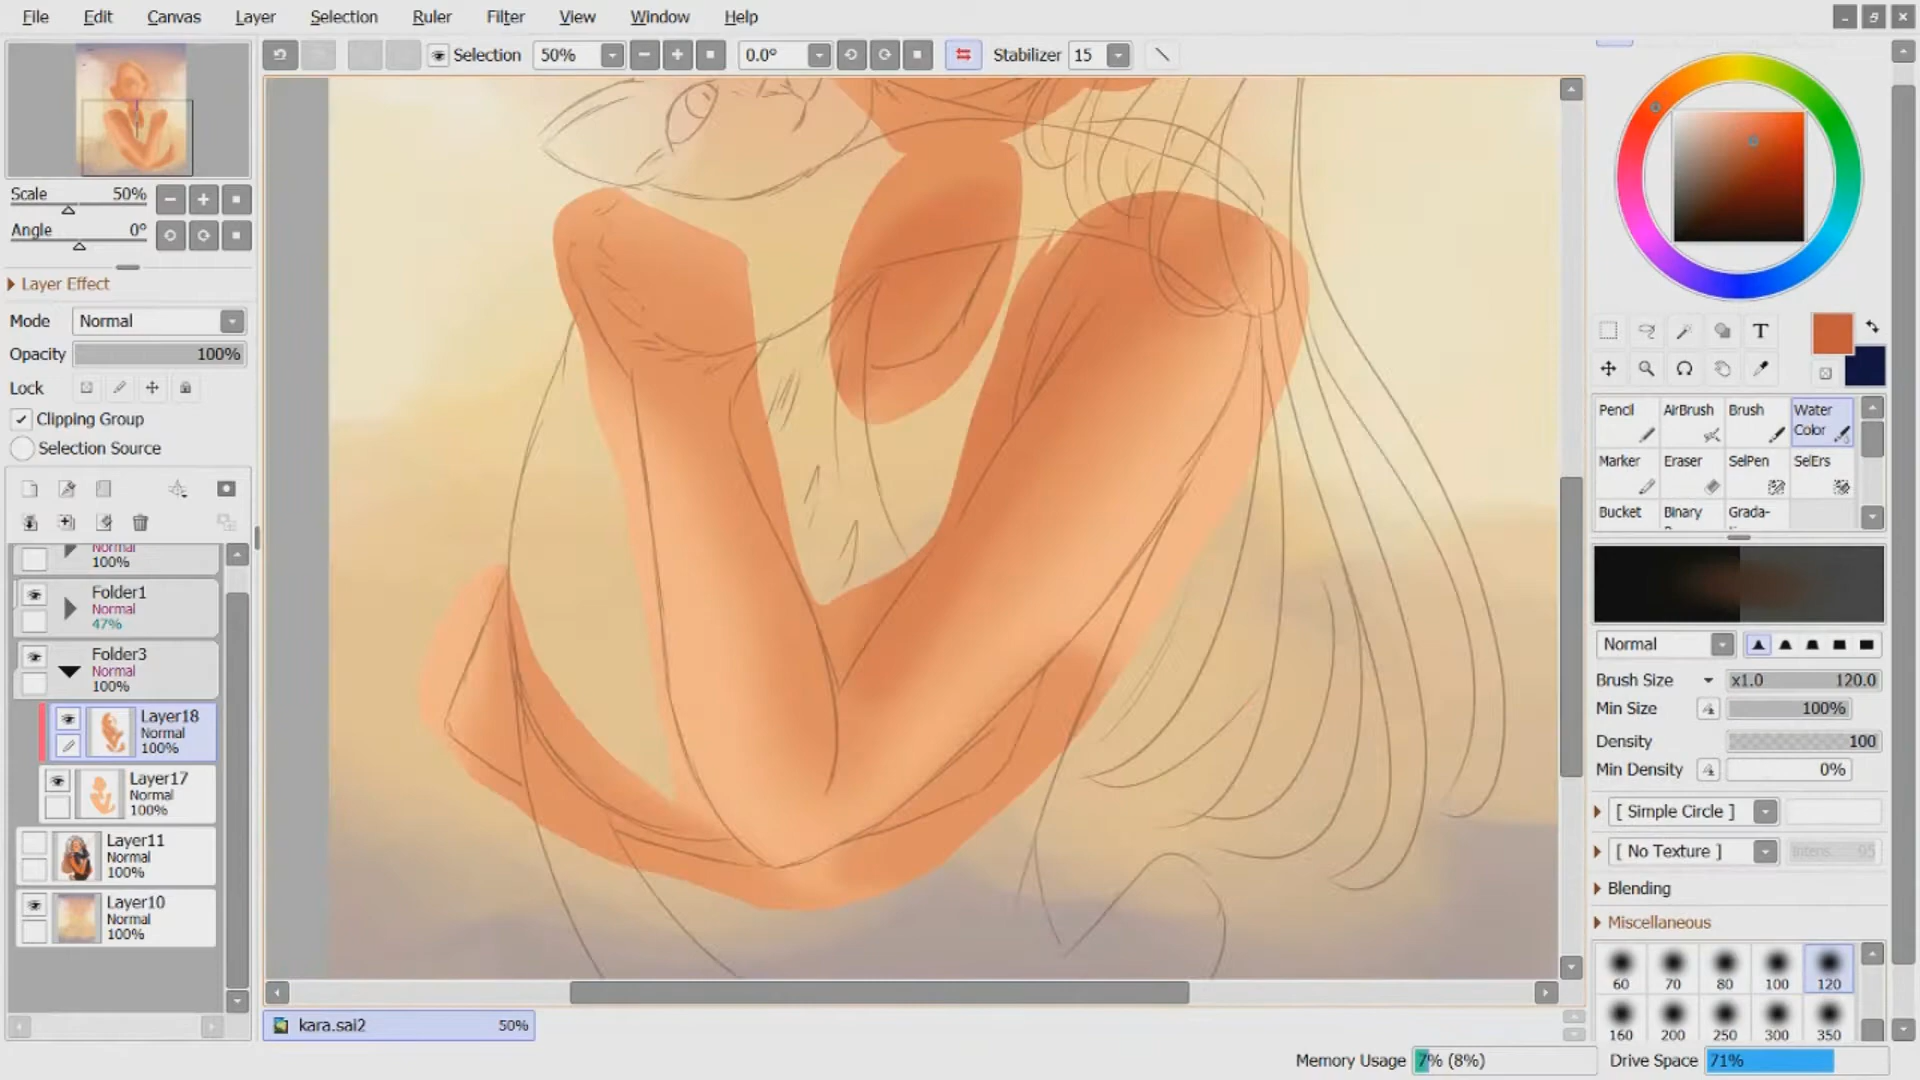 File Edit Canvas Layer Selection Ruler Filter View Window Help
Selection 50% 0.0° Stabilizer 15
Scale 50%
Angle 0°
Layer Effect
Mode Normal
Opacity 100%
Lock
Clipping Group
Selection Source
Normal
100%
Folder1
Normal
47%
Folder3
Normal
100%
Layer18
Normal
100%
Layer17
Normal
100%
Layer11
Normal
100%
Layer10
Normal
100%
kara.sai2 50%
T
Pencil AirBrush Brush Water Color
Marker Eraser SelPen SelErs
Bucket Binary Grada-
Normal
Brush Size x1.0 120.0
Min Size 100%
Density 100
Min Density 0%
[ Simple Circle ]
[ No Texture ] Intens. 95
Blending
Miscellaneous
60 70 80 100 120
160 200 250 300 350
Memory Usage 7% (8%) Drive Space 71%